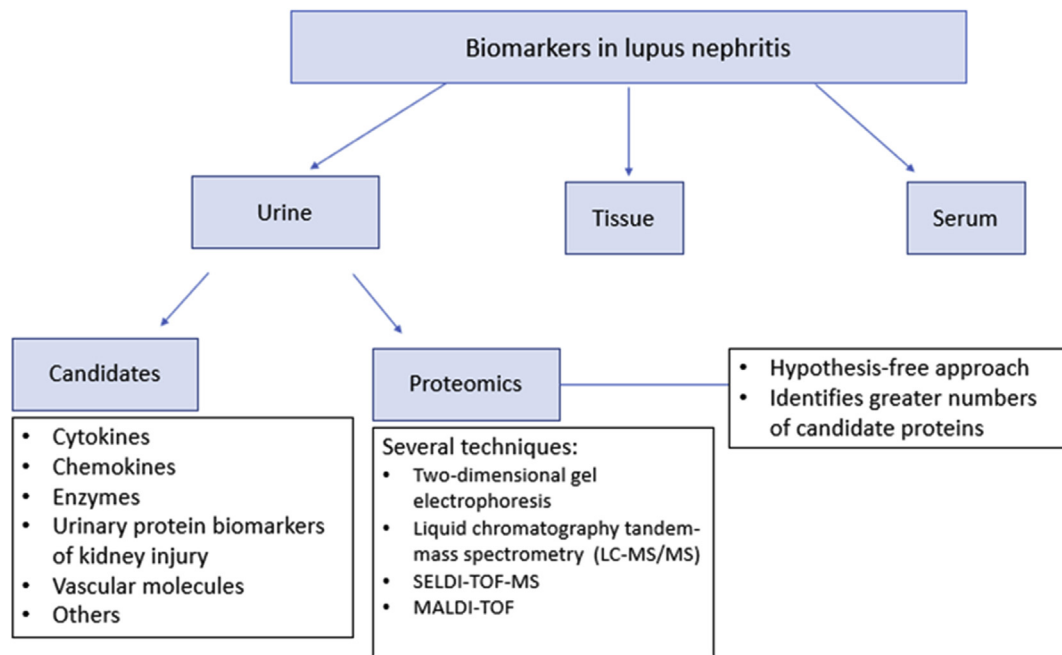 Biomarkers in lupus nephritis
Urine
Tissue
Serum
Candidates
• Cytokines
• Chemokines
• Enzymes
• Urinary protein biomarkers
of kidney injury
• Vascular molecules
• Others
Proteomics
Several techniques:
• Two-dimensional gel
electrophoresis
• Liquid chromatography tandem-
mass spectrometry (LC-MS/MS)
• SELDI-TOF-MS
• MALDI-TOF
• Hypothesis-free approach
• Identifies greater numbers
of candidate proteins